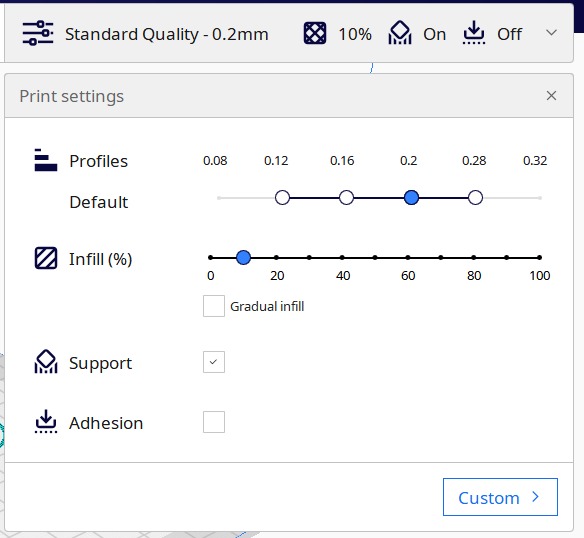 Standard Quality - 0.2mm 10% On Off
Print settings
Profiles 0.08 0.12 0.16 0.2 0.28 0.32
Default
Infill (%)
0 20 40 60 80 100
Gradual infill
Support
Adhesion
Custom